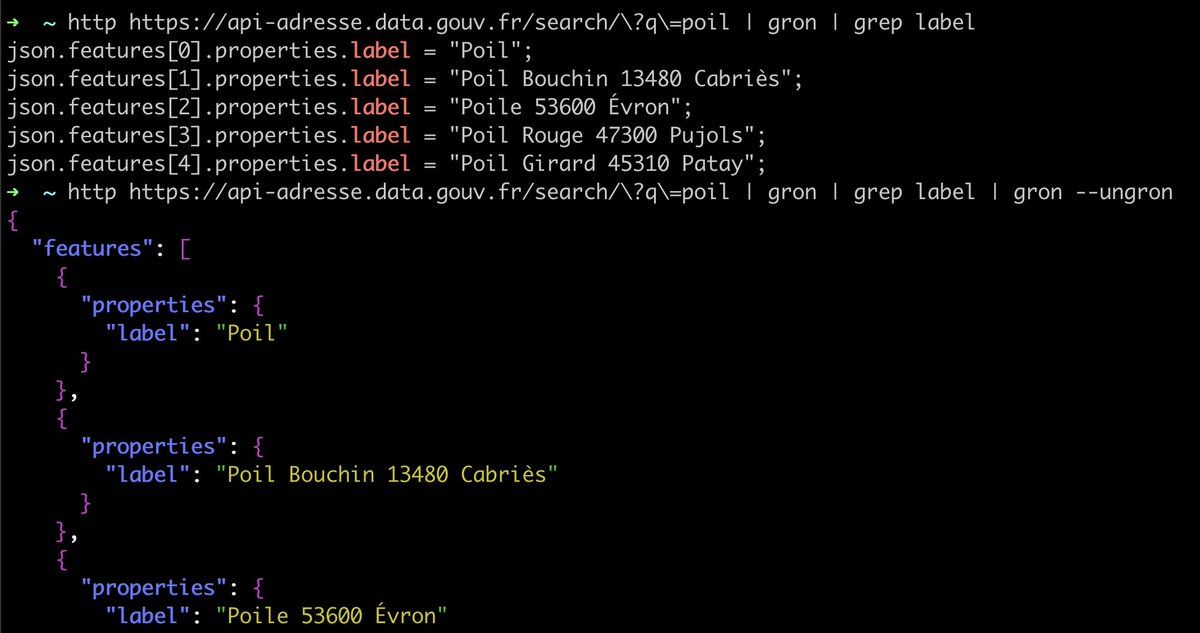 ➜  ~ http https://api-adresse.data.gouv.fr/search/\?q\=poil | gron | grep label
json.features[0].properties.label = "Poil";
json.features[1].properties.label = "Poil Bouchin 13480 Cabriès";
json.features[2].properties.label = "Poile 53600 Évron";
json.features[3].properties.label = "Poil Rouge 47300 Pujols";
json.features[4].properties.label = "Poil Girard 45310 Patay";
➜  ~ http https://api-adresse.data.gouv.fr/search/\?q\=poil | gron | grep label | gron --ungron
{
  "features": [
    {
      "properties": {
        "label": "Poil"
      }
    },
    {
      "properties": {
        "label": "Poil Bouchin 13480 Cabriès"
      }
    },
    {
      "properties": {
        "label": "Poile 53600 Évron"